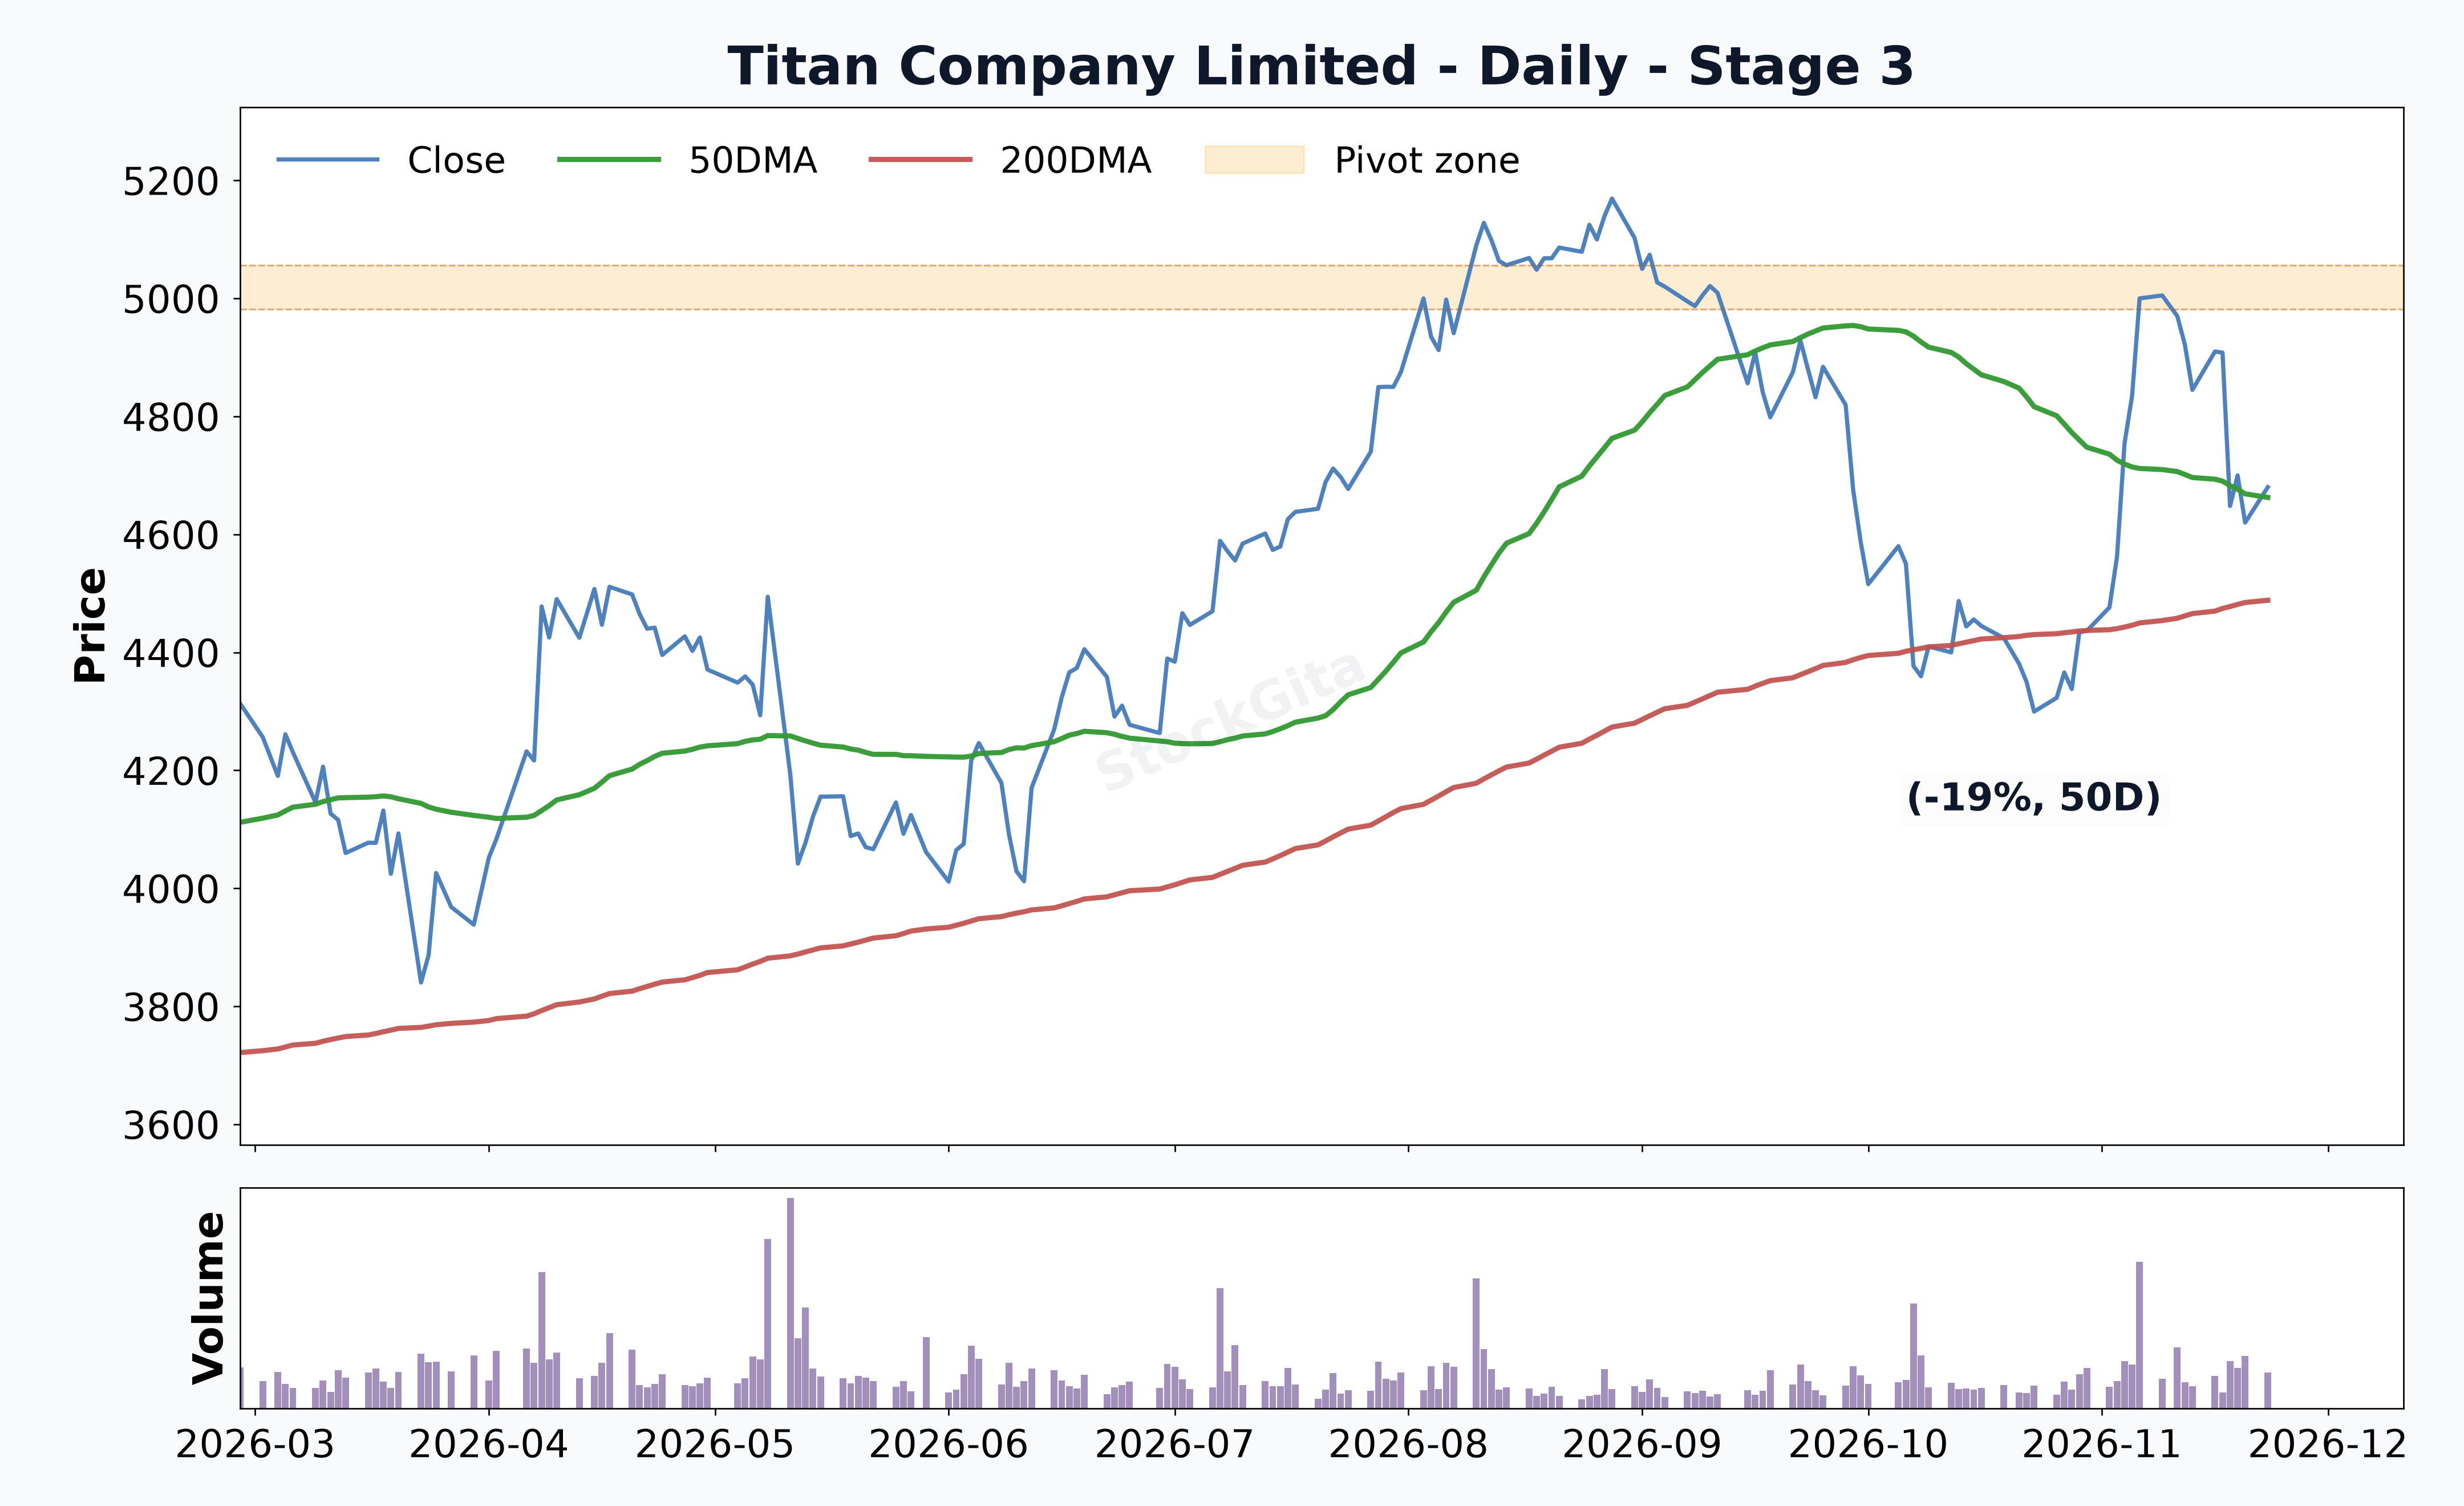 Titan Company Limited - Daily - Stage 3
Close 50DMA 200DMA Pivot zone
5200
5000
4800
4600
4400
4200
4000
3800
3600
Price
StockGita
(-19%, 50D)
Volume
2026-03 2026-04 2026-05 2026-06 2026-07 2026-08 2026-09 2026-10 2026-11 2026-12